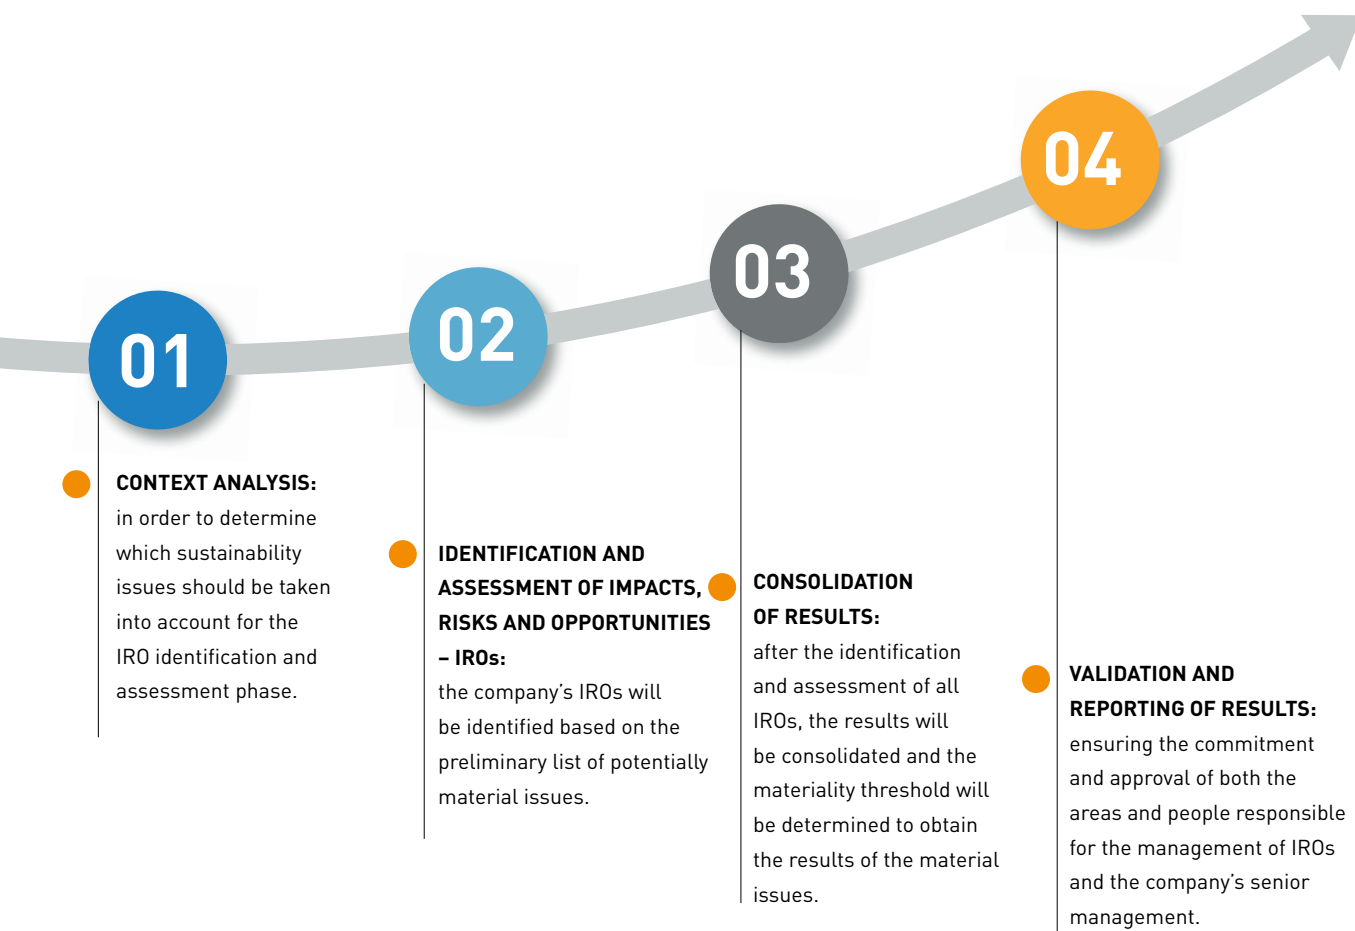 01
CONTEXT ANALYSIS:
in order to determine
which sustainability
issues should be taken
into account for the
IRO identification and
assessment phase.
02
IDENTIFICATION AND
ASSESSMENT OF IMPACTS,
RISKS AND OPPORTUNITIES
– IROs:
the company’s IROs will
be identified based on the
preliminary list of potentially
material issues.
03
CONSOLIDATION
OF RESULTS:
after the identification
and assessment of all
IROs, the results will
be consolidated and the
materiality threshold will
be determined to obtain
the results of the material
issues.
04
VALIDATION AND
REPORTING OF RESULTS:
ensuring the commitment
and approval of both the
areas and people responsible
for the management of IROs
and the company’s senior
management.